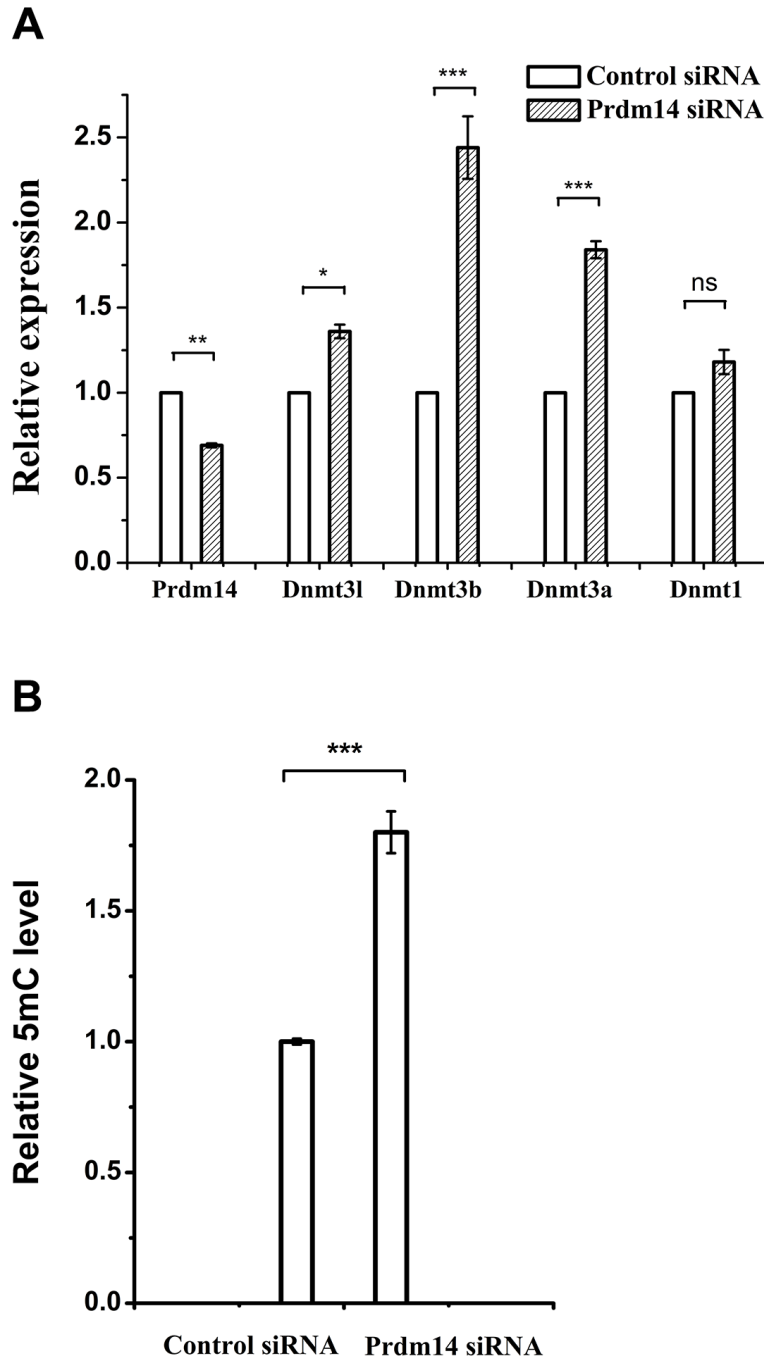 A
Control siRNA
Prdm14 siRNA
Relative expression
2.5
2.0
1.5
1.0
0.5
0.0
**
*
***
***
ns
Prdm14 Dnmt3l Dnmt3b Dnmt3a Dnmt1
B
***
Relative 5mC level
2.0
1.5
1.0
0.5
0.0
Control siRNA Prdm14 siRNA